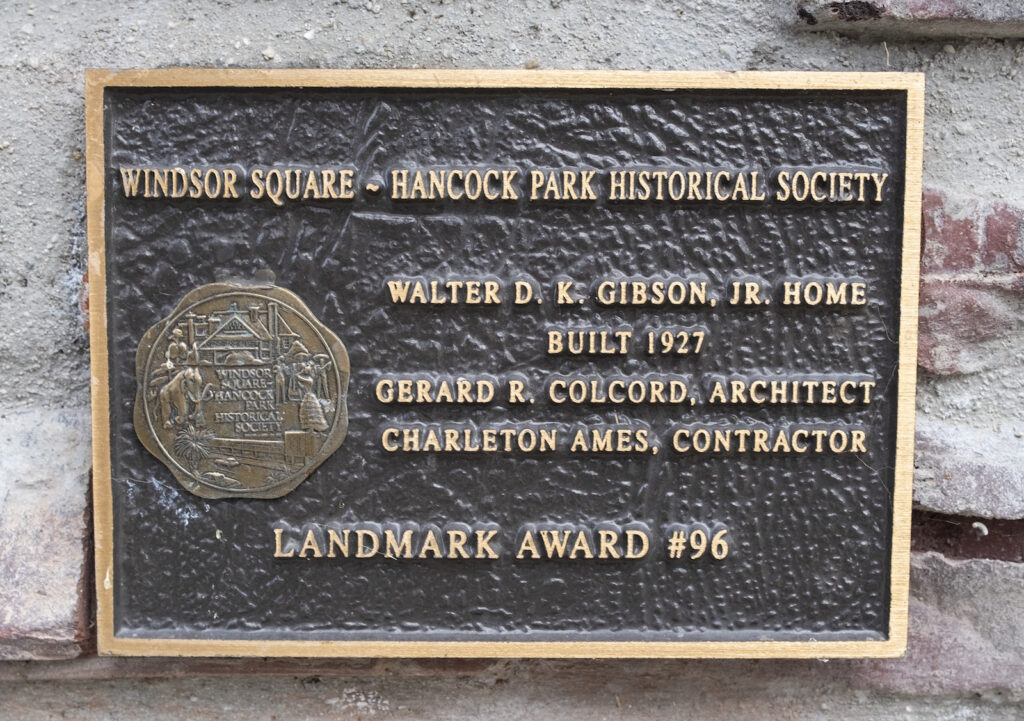 WINDSOR SQUARE ~ HANCOCK PARK HISTORICAL SOCIETY
WALTER D. K. GIBSON, JR. HOME
BUILT 1927
GERARD R. COLCORD, ARCHITECT
CHARLETON AMES, CONTRACTOR
WINDSOR
SQUARE-
HANCOCK
PARK
HISTORICAL
SOCIETY
LANDMARK AWARD #96